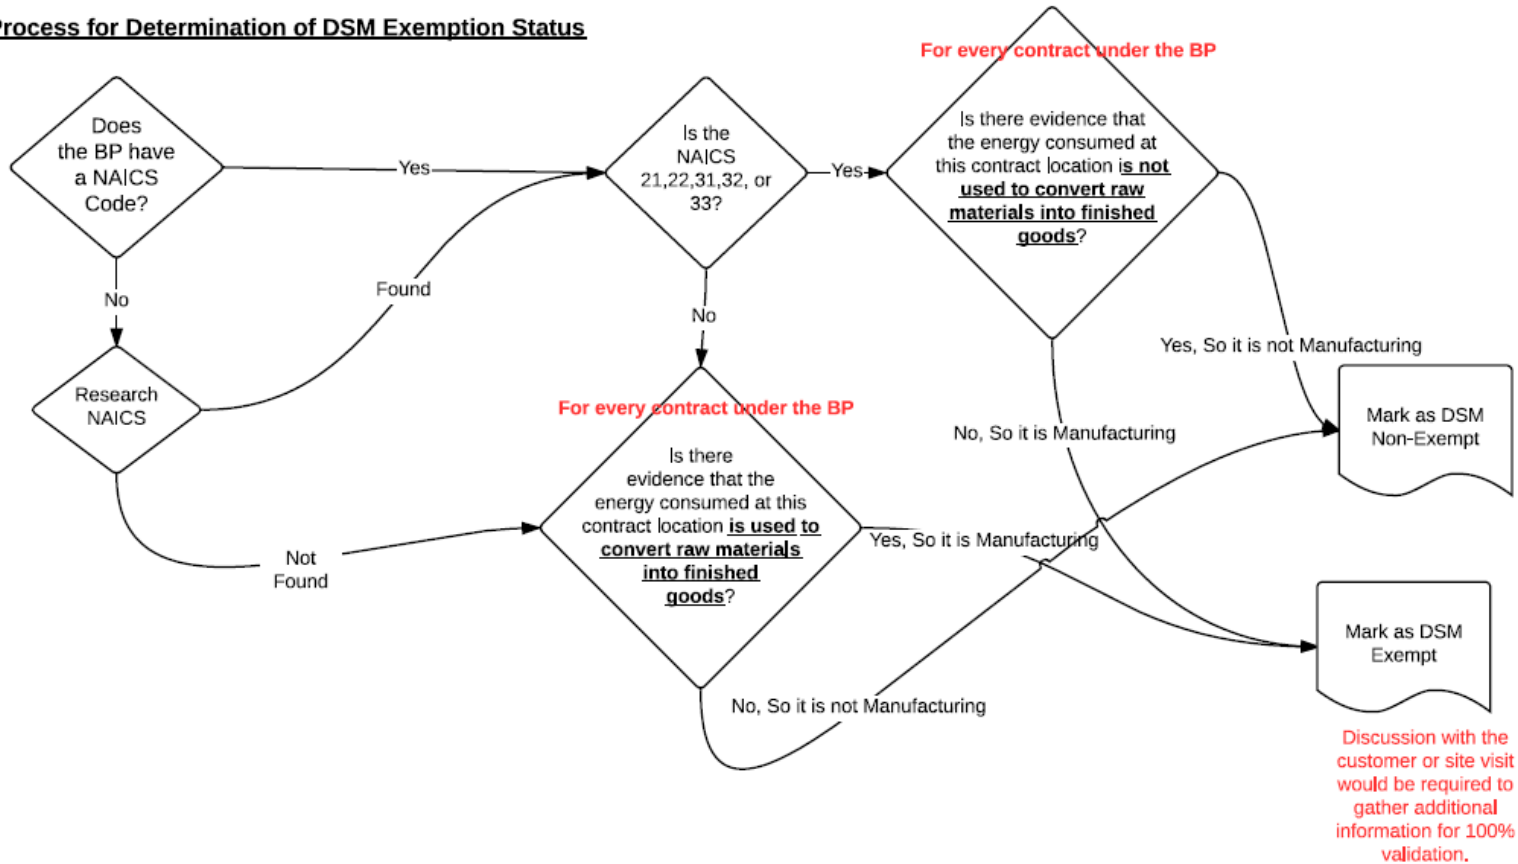 Process for Determination of DSM Exemption Status
For every contract under the BP
Does
the BP have
a NAICS
Code?
Yes
Is the
NAICS
21,22,31,32, or
33?
Yes
Is there evidence that
the energy consumed at
this contract location is not
used to convert raw
materials into finished
goods?
No
Found
No
Yes, So it is not Manufacturing
Research
NAICS
For every contract under the BP
No, So it is Manufacturing
Mark as DSM
Non-Exempt
Is there
evidence that the
energy consumed at this
contract location is used to
convert raw materials
into finished
goods?
Yes, So it is Manufacturing
Not
Found
No, So it is not Manufacturing
Mark as DSM
Exempt
Discussion with the
customer or site visit
would be required to
gather additional
information for 100%
validation.